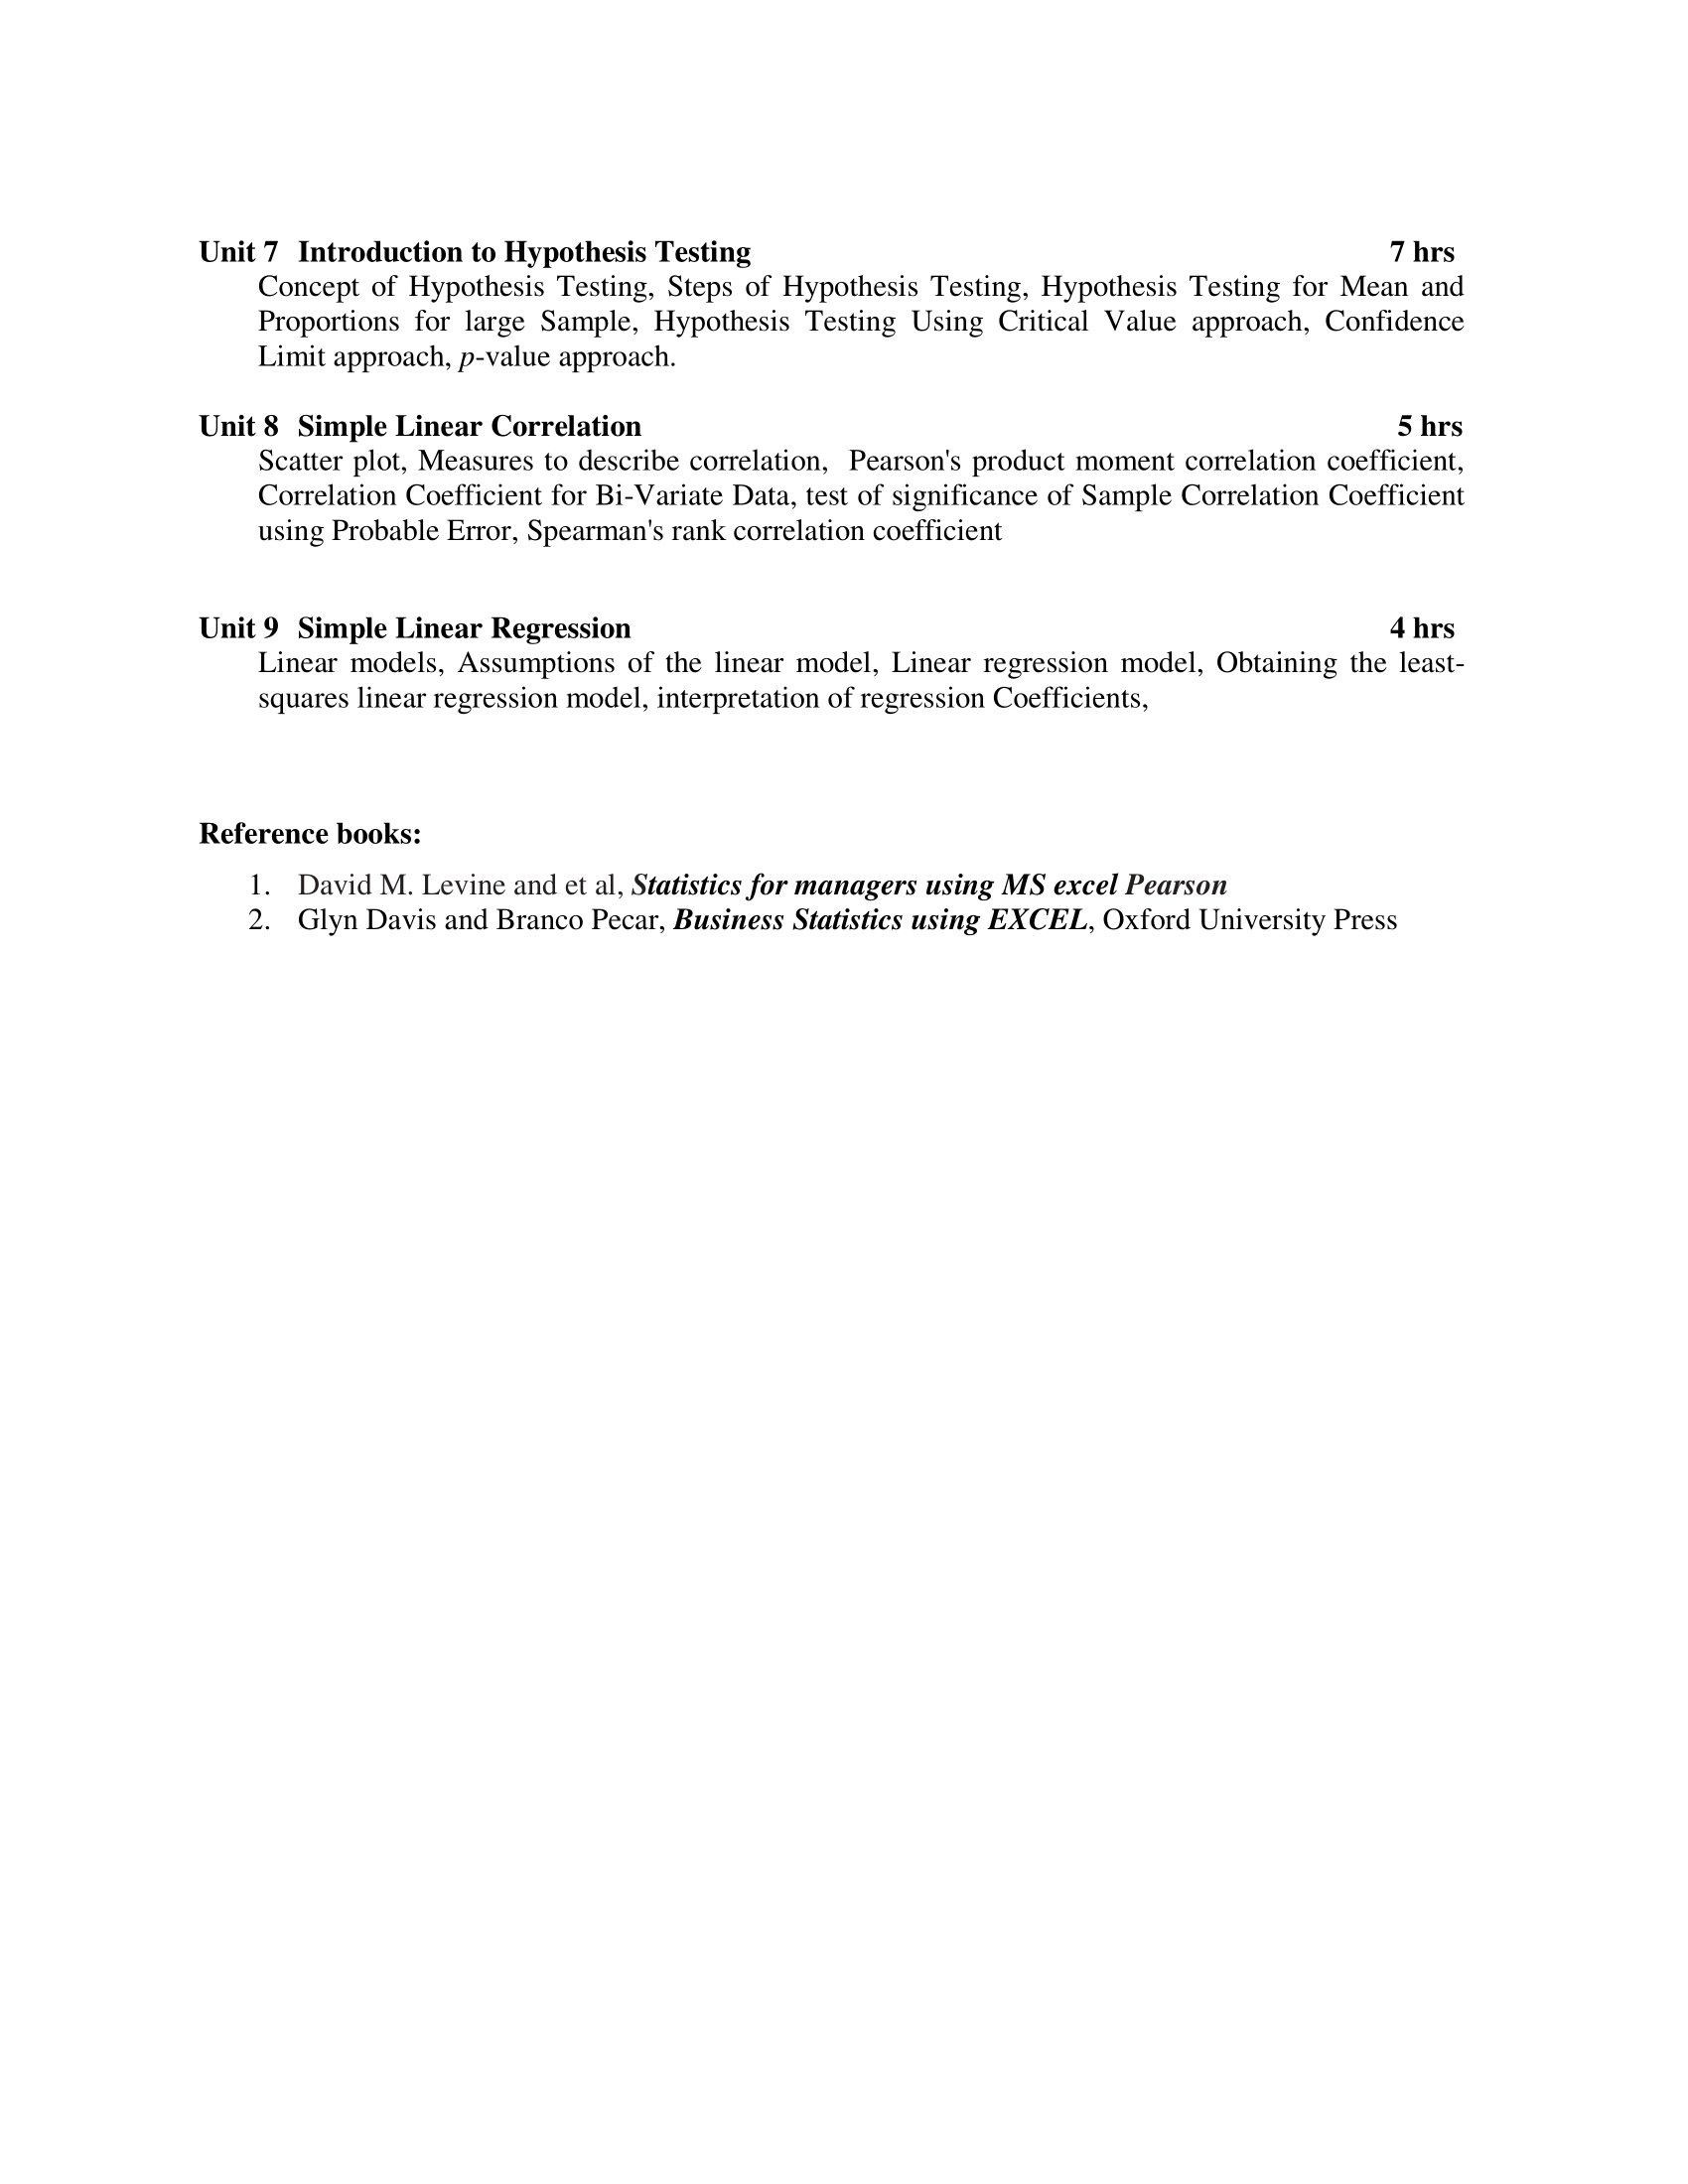 Unit 7 Introduction to Hypothesis Testing 7 hrs
Concept of Hypothesis Testing, Steps of Hypothesis Testing, Hypothesis Testing for Mean and
Proportions for large Sample, Hypothesis Testing Using Critical Value approach, Confidence
Limit approach, p-value approach.
Unit 8 Simple Linear Correlation 5 hrs
Scatter plot, Measures to describe correlation, Pearson's product moment correlation coefficient,
Correlation Coefficient for Bi-Variate Data, test of significance of Sample Correlation Coefficient
using Probable Error, Spearman's rank correlation coefficient
Unit 9 Simple Linear Regression 4 hrs
Linear models, Assumptions of the linear model, Linear regression model, Obtaining the least-
squares linear regression model, interpretation of regression Coefficients,
Reference books:
1. David M. Levine and et al, Statistics for managers using MS excel Pearson
2. Glyn Davis and Branco Pecar, Business Statistics using EXCEL, Oxford University Press